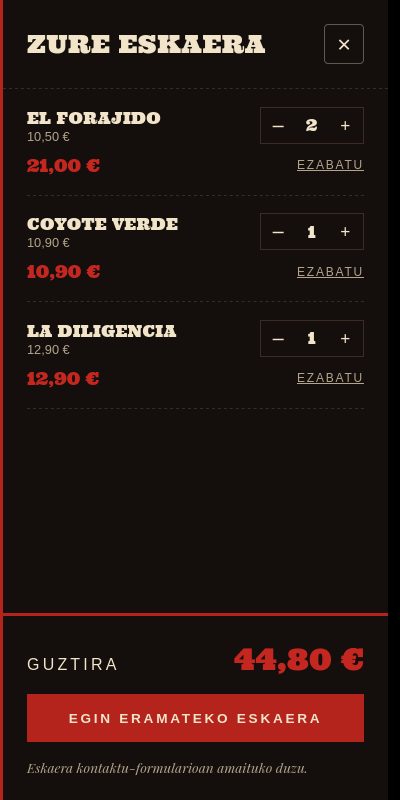 ZURE ESKAERA
✕
EL FORAJIDO
10,50 €
– 2 +
21,00 €
EZABATU
COYOTE VERDE
10,90 €
– 1 +
10,90 €
EZABATU
LA DILIGENCIA
12,90 €
– 1 +
12,90 €
EZABATU
GUZTIRA
44,80 €
EGIN ERAMATEKO ESKAERA
Eskaera kontaktu-formularioan amaituko duzu.